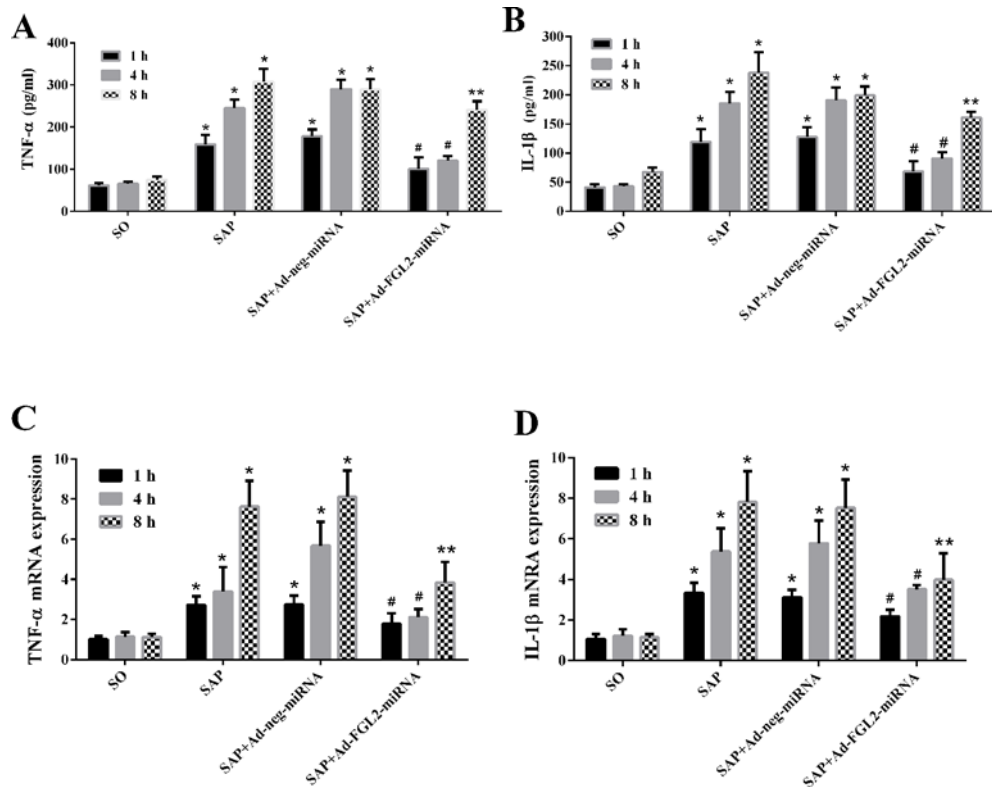 A
TNF-α (pg/ml)
400
300
200
100
0
1 h
4 h
8 h
*
*
*
*
*
*
#
#
**
SO
SAP
SAP+Ad-neg-miRNA
SAP+Ad-FGL2-miRNA
B
IL-1β (pg/ml)
300
250
200
150
100
50
0
1 h
4 h
8 h
*
*
*
*
*
*
#
#
**
SO
SAP
SAP+Ad-neg-miRNA
SAP+Ad-FGL2-miRNA
C
TNF-α mRNA expression
10
8
6
4
2
0
1 h
4 h
8 h
*
*
*
*
*
*
#
#
**
SO
SAP
SAP+Ad-neg-miRNA
SAP+Ad-FGL2-miRNA
D
IL-1β mNRA expression
10
8
6
4
2
0
1 h
4 h
8 h
*
*
*
*
*
*
#
#
**
SO
SAP
SAP+Ad-neg-miRNA
SAP+Ad-FGL2-miRNA